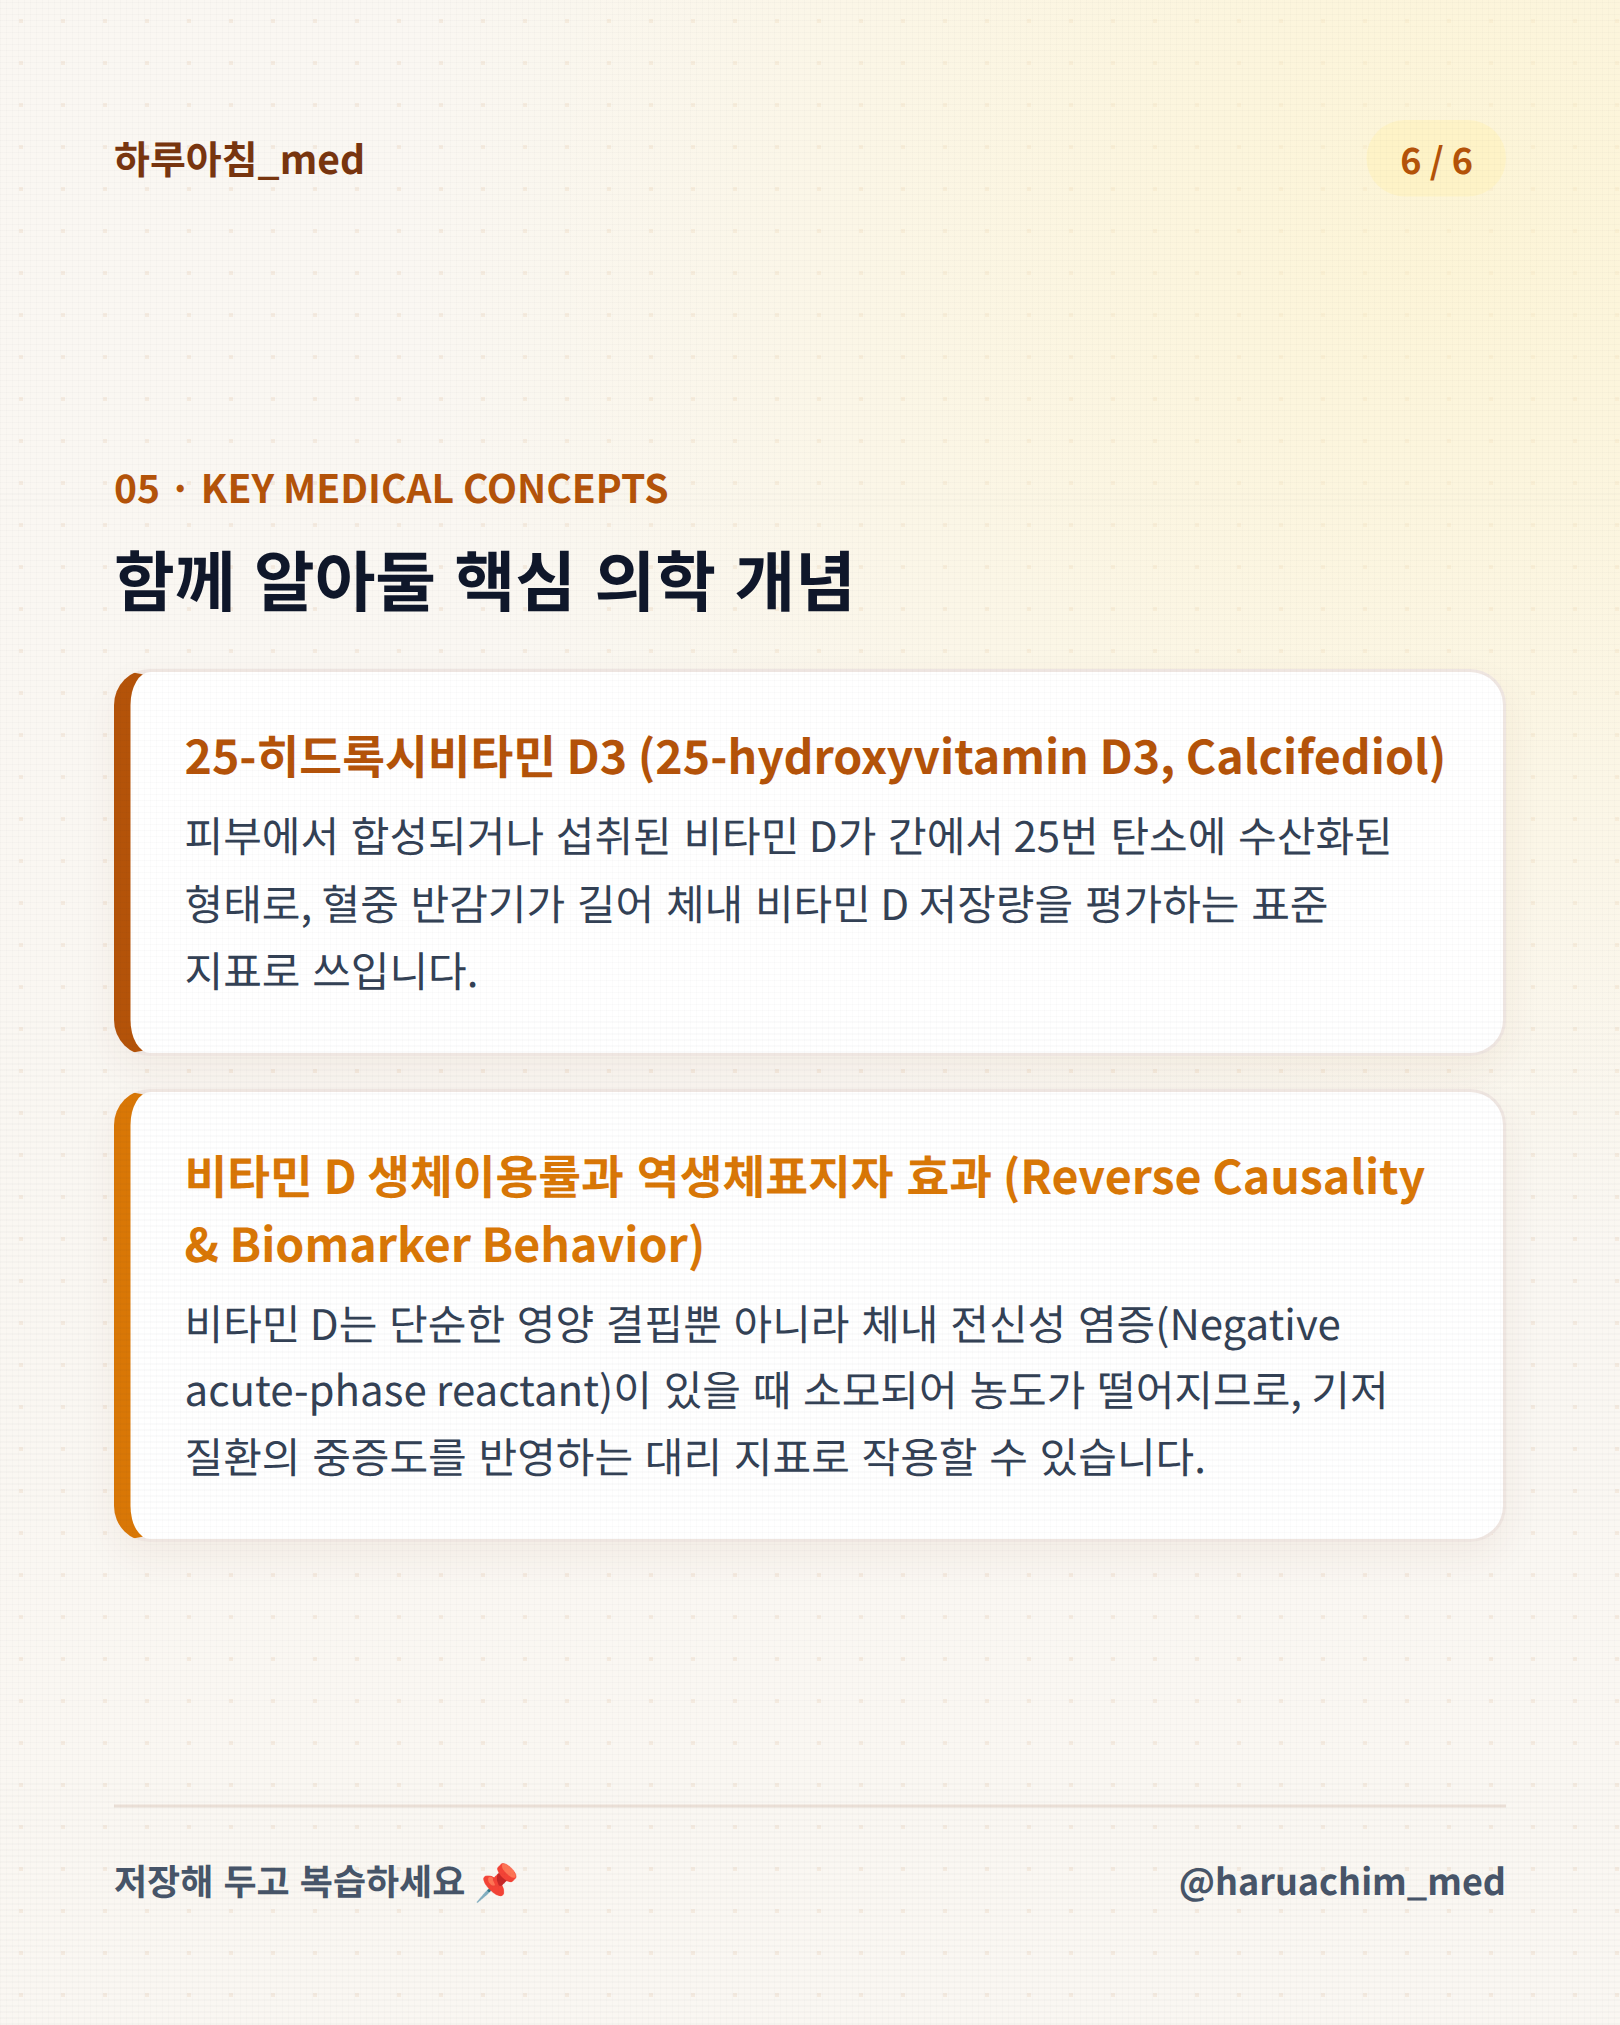 하루아침_med
6 / 6
05 · KEY MEDICAL CONCEPTS
함께 알아둘 핵심 의학 개념
25-히드록시비타민 D3 (25-hydroxyvitamin D3, Calcifediol)
피부에서 합성되거나 섭취된 비타민 D가 간에서 25번 탄소에 수산화된
형태로, 혈중 반감기가 길어 체내 비타민 D 저장량을 평가하는 표준
지표로 쓰입니다.
비타민 D 생체이용률과 역생체표지자 효과 (Reverse Causality
& Biomarker Behavior)
비타민 D는 단순한 영양 결핍뿐 아니라 체내 전신성 염증(Negative
acute-phase reactant)이 있을 때 소모되어 농도가 떨어지므로, 기저
질환의 중증도를 반영하는 대리 지표로 작용할 수 있습니다.
저장해 두고 복습하세요 📌
@haruachim_med